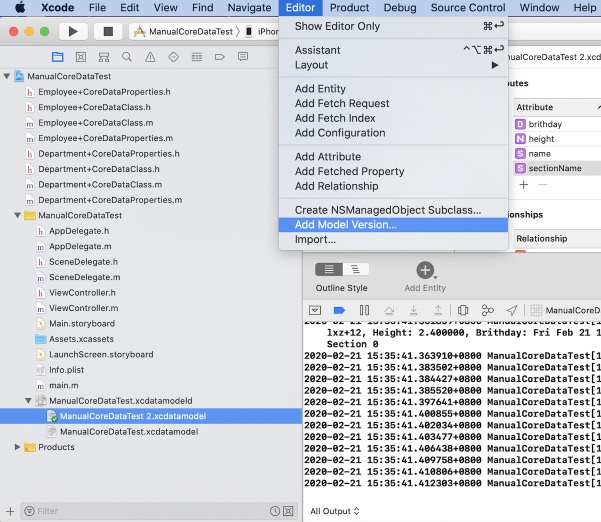 Xcode File Edit View Find Navigate Editor Product Debug Source Control Window Help
ManualCoreDataTest
ManualCoreDataTest
Employee+CoreDataProperties.h
Employee+CoreDataClass.h
Employee+CoreDataClass.m
Employee+CoreDataProperties.m
Department+CoreDataProperties.h
Department+CoreDataClass.h
Department+CoreDataClass.m
Department+CoreDataProperties.m
ManualCoreDataTest
AppDelegate.h
AppDelegate.m
SceneDelegate.h
SceneDelegate.m
ViewController.h
ViewController.m
Main.storyboard
Assets.xcassets
LaunchScreen.storyboard
Info.plist
main.m
ManualCoreDataTest.xcdatamodeld
ManualCoreDataTest 2.xcdatamodel
ManualCoreDataTest.xcdatamodel
Products
Filter
Show Editor Only ⌘↩
Assistant ^⌥⌘↩
Layout
Add Entity
Add Fetch Request
Add Fetch Index
Add Configuration
Add Attribute
Add Fetched Property
Add Relationship
Create NSManagedObject Subclass...
Add Model Version...
Import...
Attribute
D brithday
N height
S name
S sectionName
Relationship
Outline Style
Add Entity
ManualCoreD
lxz+12, Height: 2.400000, Brithday: Fri Feb 21 1
Section 0
2020-02-21 15:35:41.363910+0800 ManualCoreDataTest[1
2020-02-21 15:35:41.383502+0800 ManualCoreDataTest[1
2020-02-21 15:35:41.384427+0800 ManualCoreDataTest[1
2020-02-21 15:35:41.385520+0800 ManualCoreDataTest[1
2020-02-21 15:35:41.397641+0800 ManualCoreDataTest[1
2020-02-21 15:35:41.400855+0800 ManualCoreDataTest[1
2020-02-21 15:35:41.402034+0800 ManualCoreDataTest[1
2020-02-21 15:35:41.403477+0800 ManualCoreDataTest[1
2020-02-21 15:35:41.406438+0800 ManualCoreDataTest[1
2020-02-21 15:35:41.409758+0800 ManualCoreDataTest[1
2020-02-21 15:35:41.410806+0800 ManualCoreDataTest[1
2020-02-21 15:35:41.412303+0800 ManualCoreDataTest[1
All Output